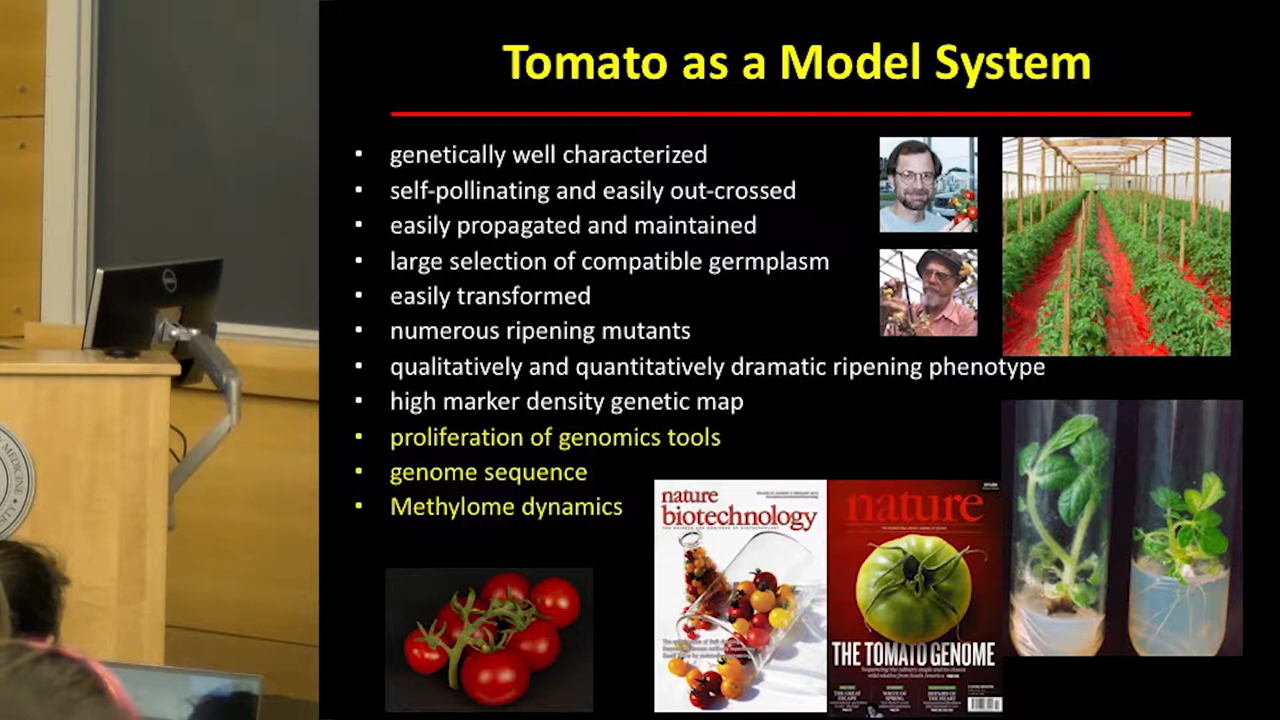 Tomato as a Model System
genetically well characterized
self-pollinating and easily out-crossed
easily propagated and maintained
large selection of compatible germplasm
easily transformed
numerous ripening mutants
qualitatively and quantitatively dramatic ripening phenotype
high marker density genetic map
proliferation of genomics tools
genome sequence
Methylome dynamics
nature
biotechnology
nature
THE TOMATO GENOME
DELL
MEDICINE